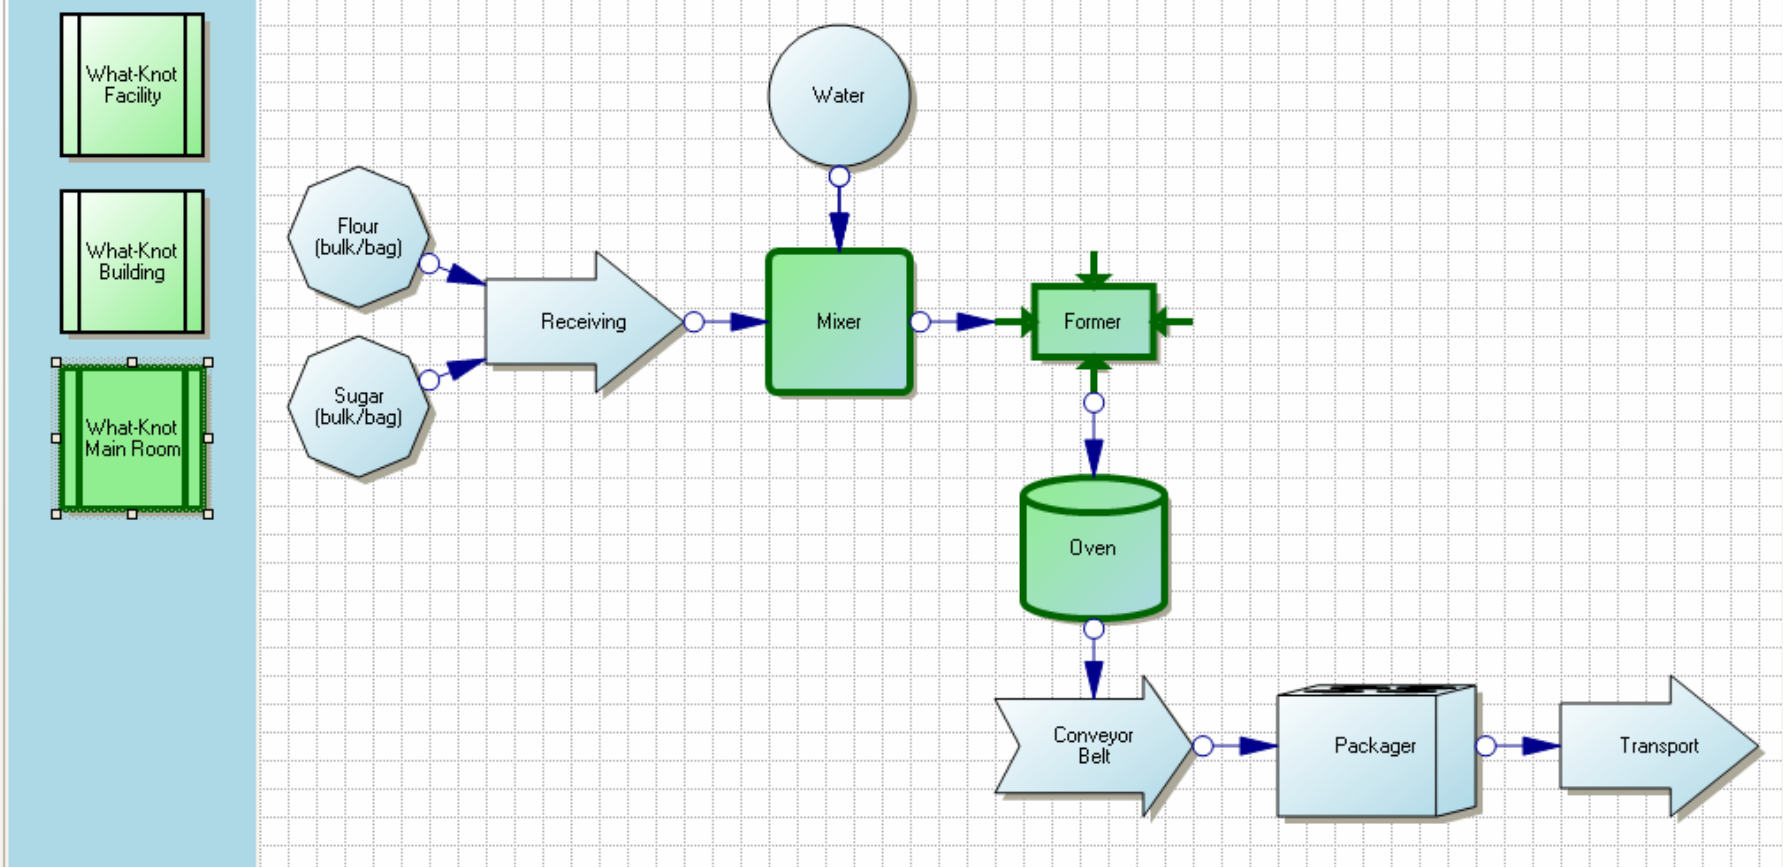 What-Knot
Facility
What-Knot
Building
What-Knot
Main Room
Water
Flour
(bulk/bag)
Sugar
(bulk/bag)
Receiving
Mixer
Former
Oven
Conveyor
Belt
Packager
Transport